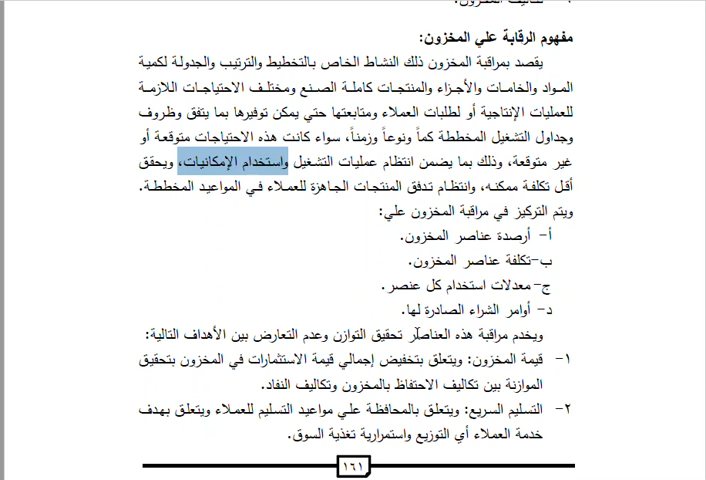 مفهوم الرقابة علي المخزون:
يقصد بمراقبة المخزون ذلك النشاط الخاص بالتخطيط والترتيب والجدولة لكمية
المواد والخامات والأجزاء والمنتجات كاملة الصنع ومختلف الاحتياجات اللازمة
للعمليات الإنتاجية أو لطلبات العملاء ومتابعتها حتي يمكن توفيرها بما يتفق وظروف
وجداول التشغيل المخططة كماً ونوعاً وزمناً، سواء كانت هذه الاحتياجات متوقعة أو
غير متوقعة، وذلك بما يضمن انتظام عمليات التشغيل واستخدام الإمكانيات، ويحقق
أقل تكلفة ممكنه، وانتظام تدفق المنتجات الجاهزة للعملاء في المواعيد المخططة.
ويتم التركيز في مراقبة المخزون علي:
أ- أرصدة عناصر المخزون.
ب-تكلفة عناصر المخزون.
ج- معدلات استخدام كل عنصر.
د- أوامر الشراء الصادرة لها.
ويخدم مراقبة هذه العناصر تحقيق التوازن وعدم التعارض بين الأهداف التالية:
١- قيمة المخزون: ويتعلق بتخفيض إجمالي قيمة الاستثمارات في المخزون بتحقيق
الموازنة بين تكاليف الاحتفاظ بالمخزون وتكاليف النفاد.
٢- التسليم السريع: ويتعلق بالمحافظة علي مواعيد التسليم للعملاء ويتعلق بهدف
خدمة العملاء أي التوزيع واستمرارية تغذية السوق.
١٦١